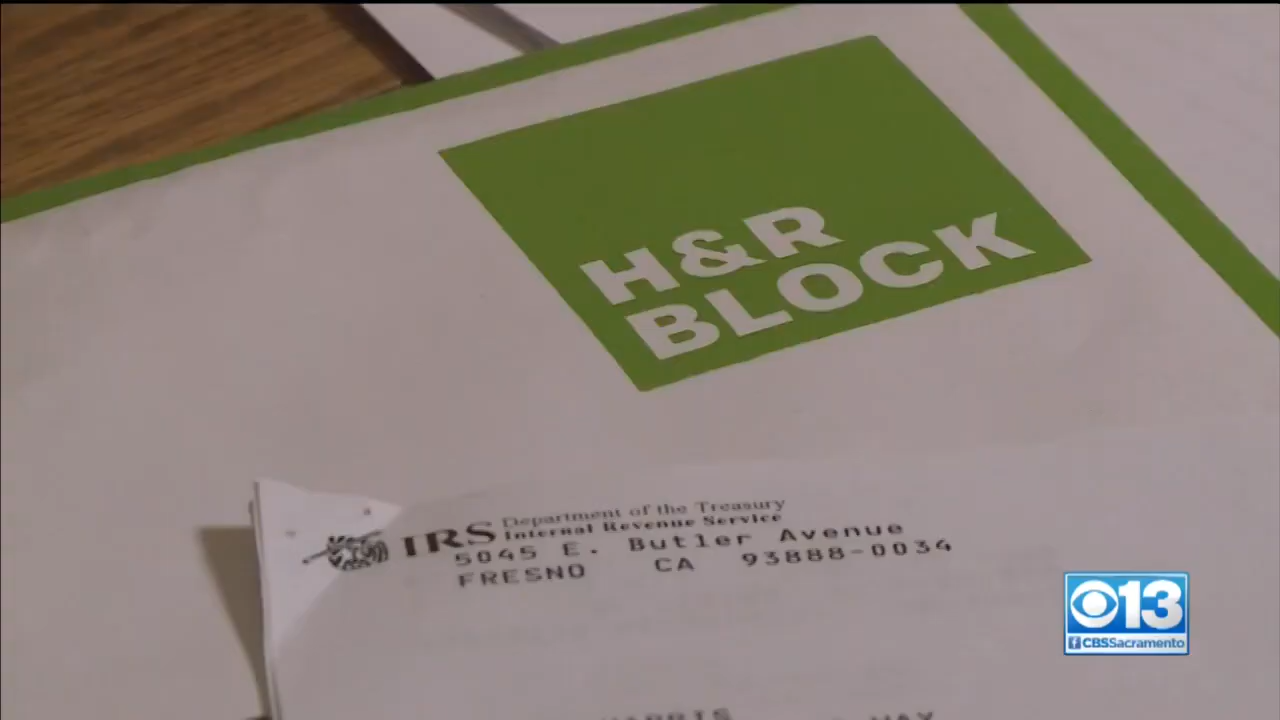 H&R
BLOCK
IRS
Department of the Treasury
Internal Revenue Service
5045 E. Butler Avenue
FRESNO CA 93888-0034
13
CBSSacramento